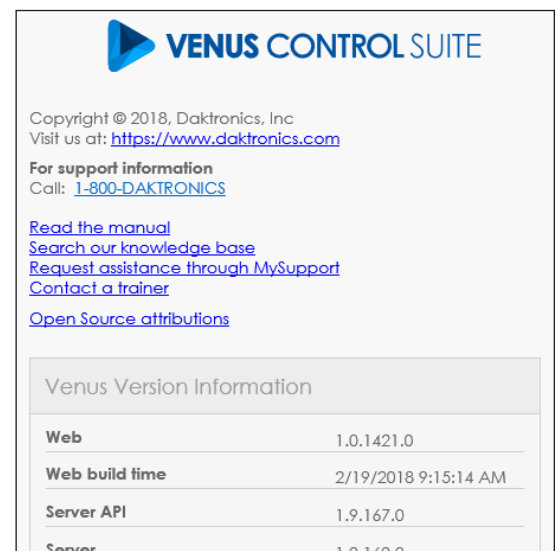 VENUS CONTROL SUITE
Copyright © 2018, Daktronics, Inc
Visit us at: https://www.daktronics.com
For support information
Call: 1-800-DAKTRONICS
Read the manual
Search our knowledge base
Request assistance through MySupport
Contact a trainer
Open Source attributions
Venus Version Information
Web 1.0.1421.0
Web build time 2/19/2018 9:15:14 AM
Server API 1.9.167.0
Server